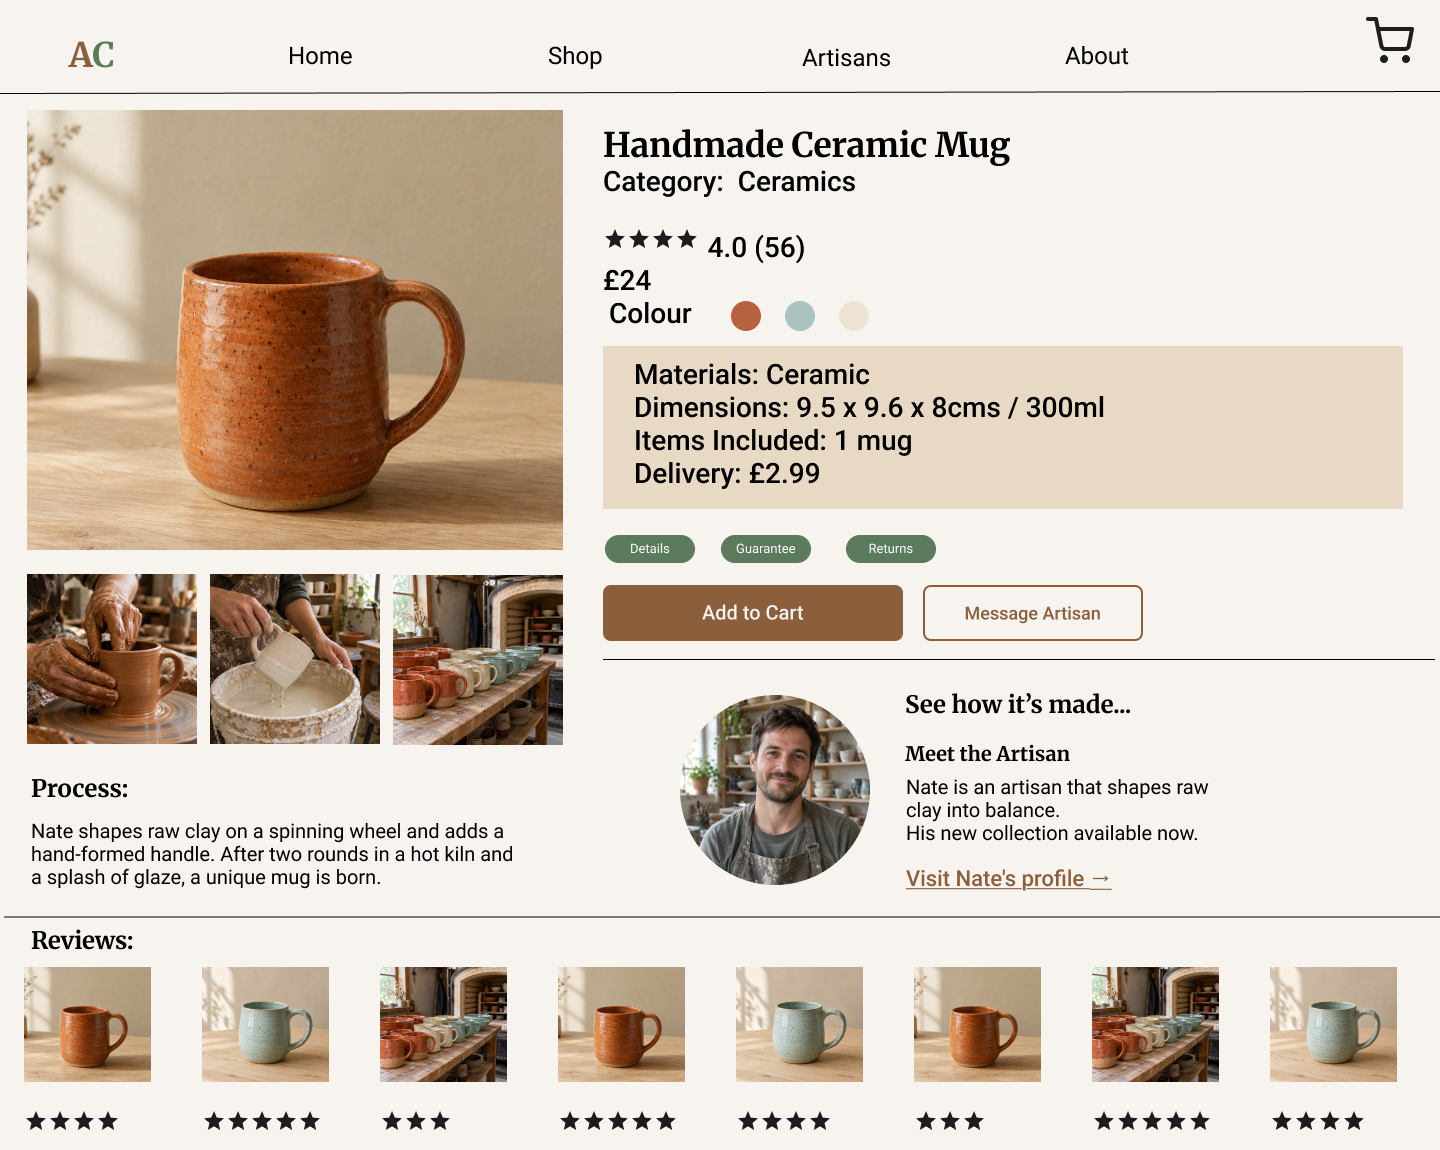 AC
Home
Shop
Artisans
About
Handmade Ceramic Mug
Category: Ceramics
4.0 (56)
£24
Colour
Materials: Ceramic
Dimensions: 9.5 x 9.6 x 8cms / 300ml
Items Included: 1 mug
Delivery: £2.99
Details
Guarantee
Returns
Add to Cart
Message Artisan
See how it’s made...
Meet the Artisan
Nate is an artisan that shapes raw
clay into balance.
His new collection available now.
Visit Nate's profile →
Process:
Nate shapes raw clay on a spinning wheel and adds a
hand-formed handle. After two rounds in a hot kiln and
a splash of glaze, a unique mug is born.
Reviews: